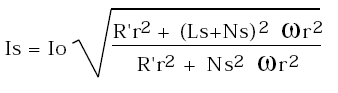 Is = Io √ R'r² + (Ls+Ns)² ωr²
R'r² + Ns² ωr²